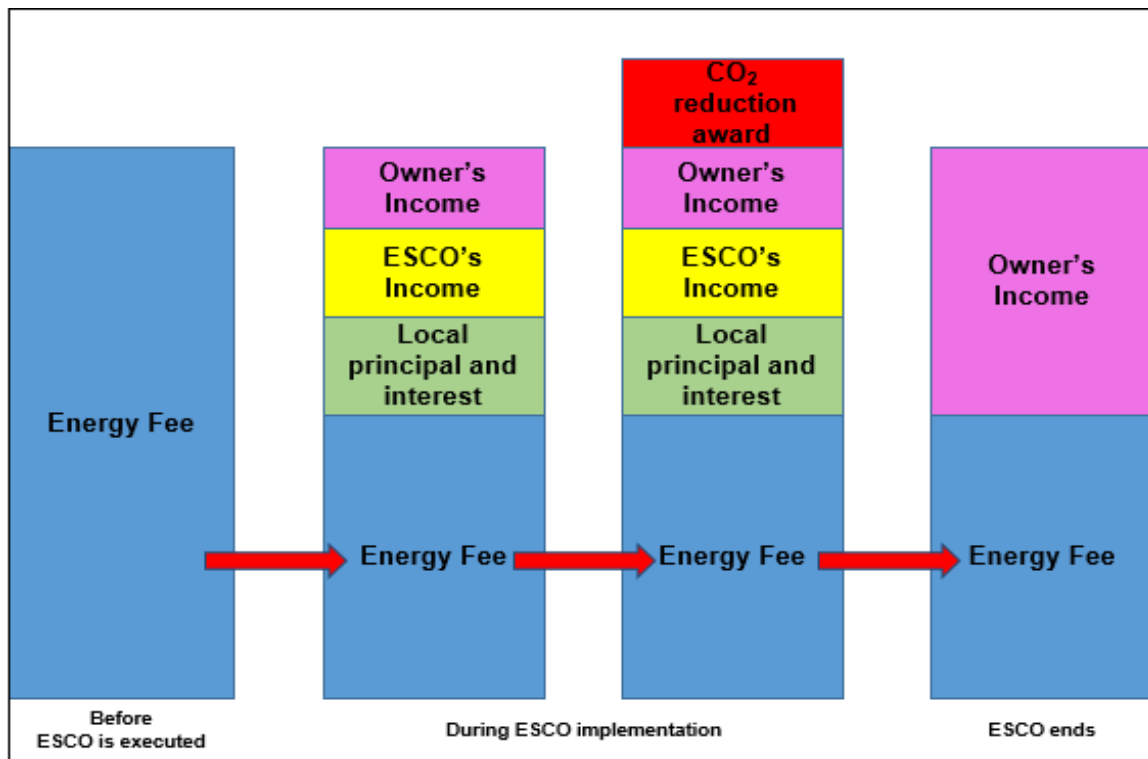 Energy Fee
Before
ESCO is executed
Owner's
Income
ESCO's
Income
Local
principal and
interest
Energy Fee
CO₂
reduction
award
Owner's
Income
ESCO's
Income
Local
principal and
interest
Energy Fee
During ESCO implementation
Owner's
Income
Energy Fee
ESCO ends